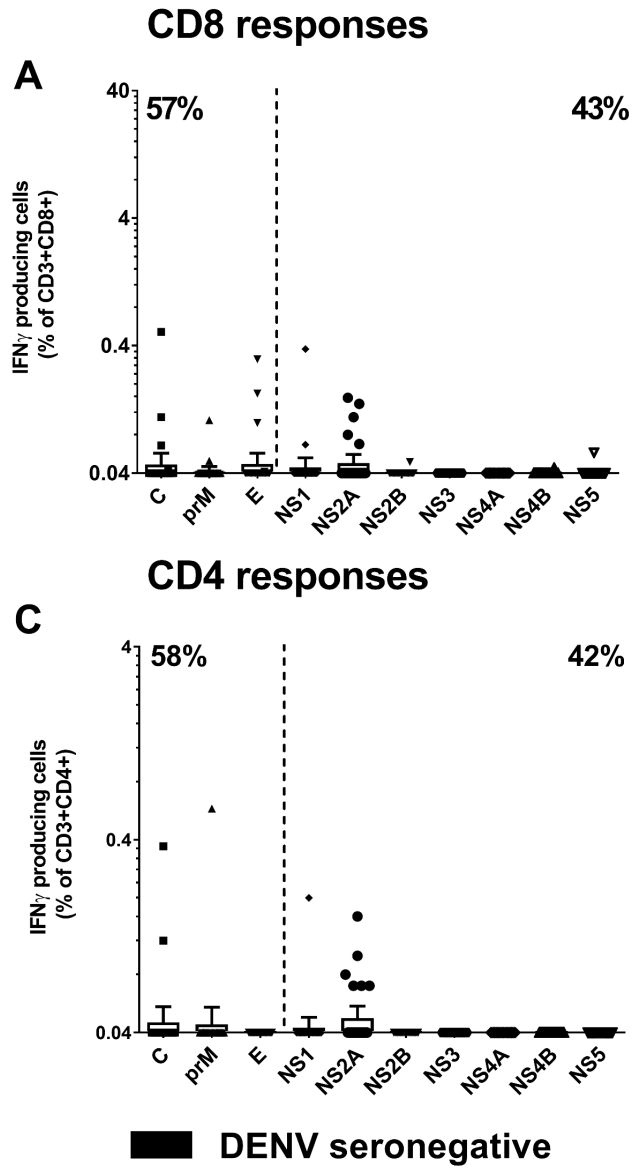 CD8 responses
A
40
57%
43%
IFNγ producing cells
(% of CD3+CD8+)
4
0.4
0.04
C
prM
E
NS1
NS2A
NS2B
NS3
NS4A
NS4B
NS5
CD4 responses
C
4
58%
42%
IFNγ producing cells
(% of CD3+CD4+)
0.4
0.04
C
prM
E
NS1
NS2A
NS2B
NS3
NS4A
NS4B
NS5
DENV seronegative